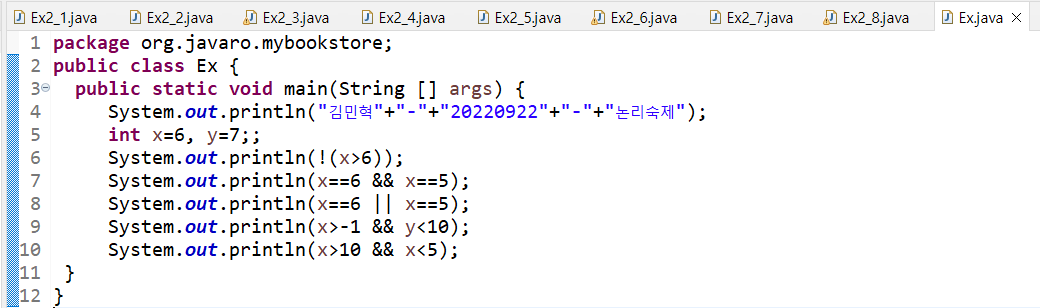 Ex2_1.java Ex2_2.java Ex2_3.java Ex2_4.java Ex2_5.java Ex2_6.java Ex2_7.java Ex2_8.java Ex.java
1 package org.javaro.mybookstore;
2 public class Ex {
3 public static void main(String [] args) {
4 System.out.println("김민혁"+"-"+"20220922"+"-"+"논리숙제");
5 int x=6, y=7;;
6 System.out.println(!(x>6));
7 System.out.println(x==6 && x==5);
8 System.out.println(x==6 || x==5);
9 System.out.println(x>-1 && y<10);
10 System.out.println(x>10 && x<5);
11 }
12 }